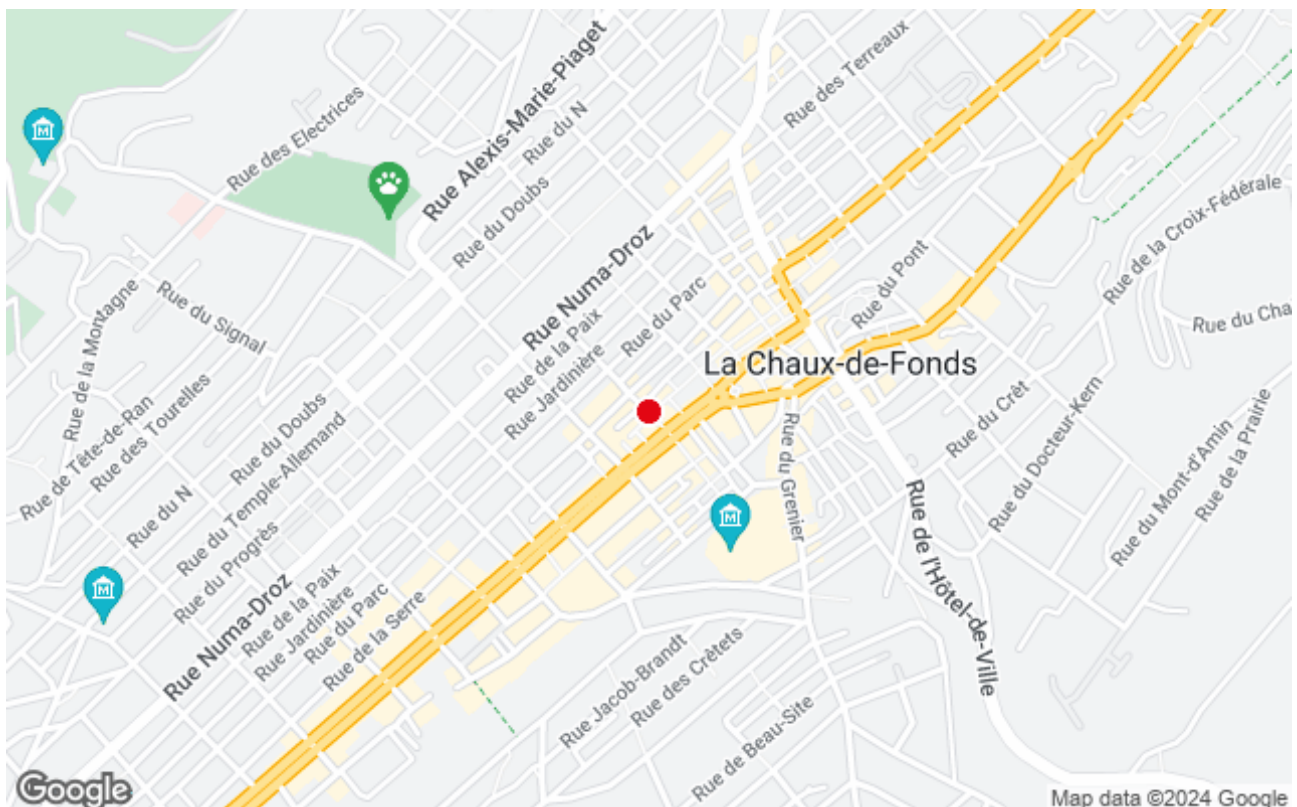 Rue des Terreaux
Rue Alexis-Marie-Piaget
Rue du N
Rue des Electrices
Rue du Doubs
Rue de la Croix-Fédérale
Rue Numa-Droz
Rue du Parc
Rue du Pont
Rue du Signal
Rue de la Montagne
Rue de la Paix
Rue Jardinière
Rue du Cha
La Chaux-de-Fonds
Rue de Tête-de-Ran
Rue des Tourelles
Rue du Doubs
Rue du Crêt
Rue du Docteur-Kern
Rue du Grenier
Rue du Mont-d'Amin
Rue de la Prairie
Rue du N
Rue du Temple-Allemand
Rue du Progrès
Rue de l'Hôtel-de-Ville
Rue Numa-Droz
Rue de la Paix
Rue Jardinière
Rue du Parc
Rue de la Serre
Rue Jacob-Brandt
Rue des Crêtets
Rue de Beau-Site
M
M
M
Google
Map data ©2024 Google